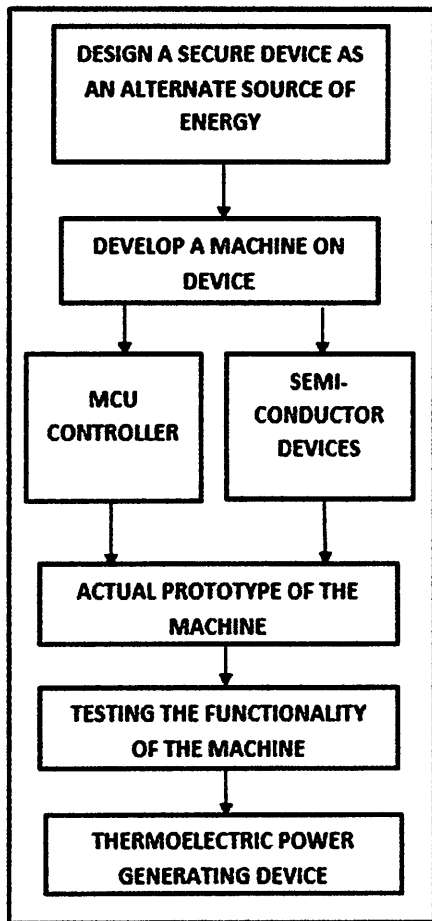 DESIGN A SECURE DEVICE AS
AN ALTERNATE SOURCE OF
ENERGY
DEVELOP A MACHINE ON
DEVICE
MCU
CONTROLLER
SEMI-
CONDUCTOR
DEVICES
ACTUAL PROTOTYPE OF THE
MACHINE
TESTING THE FUNCTIONALITY
OF THE MACHINE
THERMOELECTRIC POWER
GENERATING DEVICE